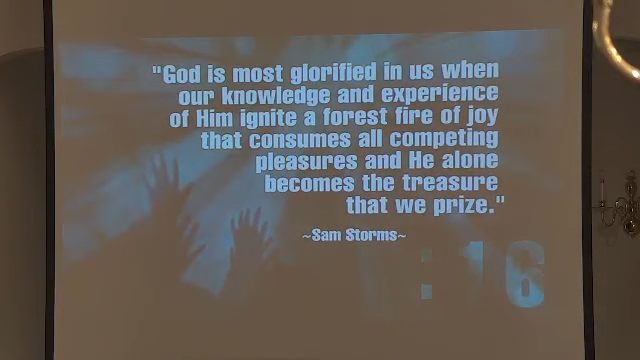 "God is most glorified in us when
our knowledge and experience
of Him ignite a forest fire of joy
that consumes all competing
pleasures and He alone
becomes the treasure
that we prize."
~Sam Storms~
:16